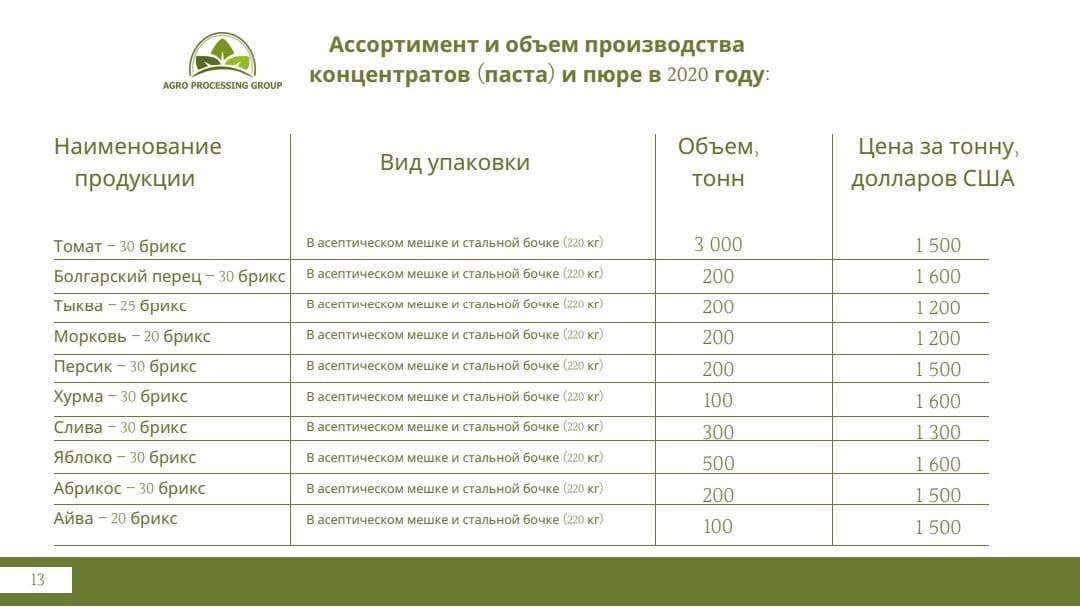 AGRO PROCESSING GROUP
Ассортимент и объем производства
концентратов (паста) и пюре в 2020 году:
Наименование
продукции
Вид упаковки
Объем,
тонн
Цена за тонну,
долларов США
Томат – 30 брикс В асептическом мешке и стальной бочке (220 кг) 3 000 1 500
Болгарский перец – 30 брикс В асептическом мешке и стальной бочке (220 кг) 200 1 600
Тыква – 25 брикс В асептическом мешке и стальной бочке (220 кг) 200 1 200
Морковь – 20 брикс В асептическом мешке и стальной бочке (220 кг) 200 1 200
Персик – 30 брикс В асептическом мешке и стальной бочке (220 кг) 200 1 500
Хурма – 30 брикс В асептическом мешке и стальной бочке (220 кг) 100 1 600
Слива – 30 брикс В асептическом мешке и стальной бочке (220 кг) 300 1 300
Яблоко – 30 брикс В асептическом мешке и стальной бочке (220 кг) 500 1 600
Абрикос – 30 брикс В асептическом мешке и стальной бочке (220 кг) 200 1 500
Айва – 20 брикс В асептическом мешке и стальной бочке (220 кг) 100 1 500
13